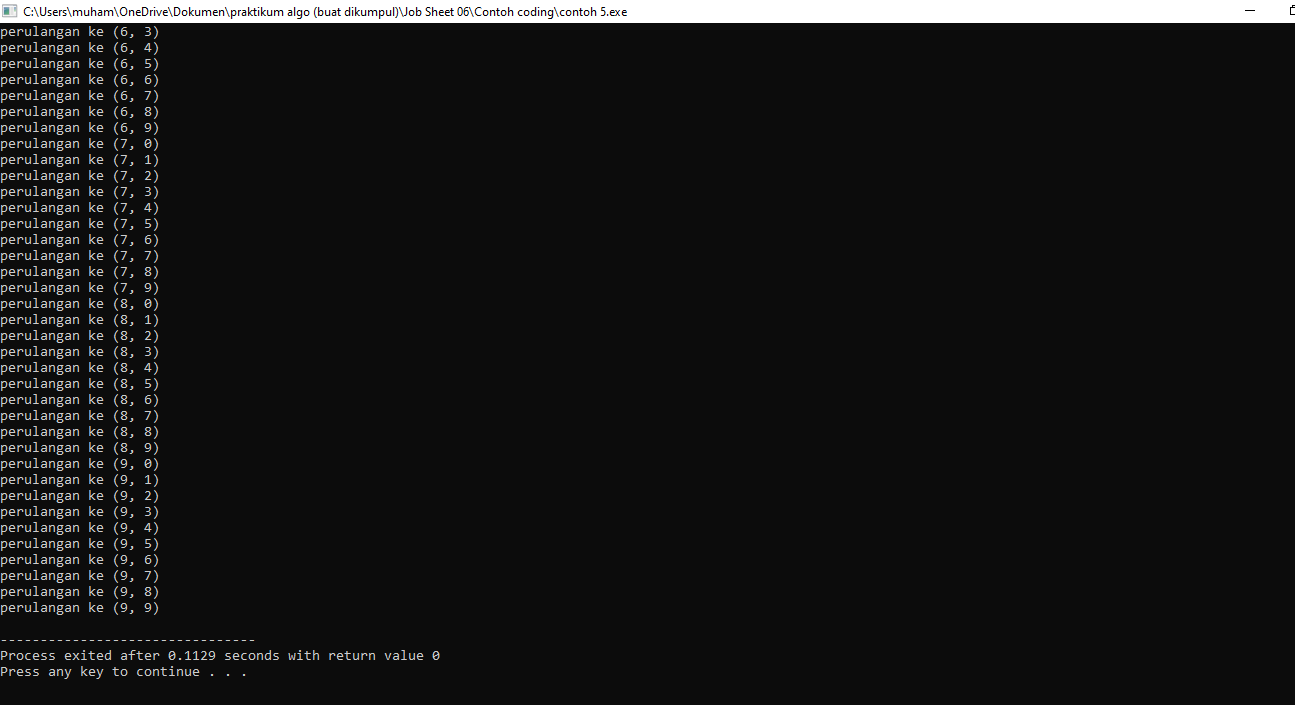 C:\Users\muham\OneDrive\Dokumen\praktikum algo (buat dikumpul)\Job Sheet 06\Contoh coding\contoh 5.exe
perulangan ke (6, 3)
perulangan ke (6, 4)
perulangan ke (6, 5)
perulangan ke (6, 6)
perulangan ke (6, 7)
perulangan ke (6, 8)
perulangan ke (6, 9)
perulangan ke (7, 0)
perulangan ke (7, 1)
perulangan ke (7, 2)
perulangan ke (7, 3)
perulangan ke (7, 4)
perulangan ke (7, 5)
perulangan ke (7, 6)
perulangan ke (7, 7)
perulangan ke (7, 8)
perulangan ke (7, 9)
perulangan ke (8, 0)
perulangan ke (8, 1)
perulangan ke (8, 2)
perulangan ke (8, 3)
perulangan ke (8, 4)
perulangan ke (8, 5)
perulangan ke (8, 6)
perulangan ke (8, 7)
perulangan ke (8, 8)
perulangan ke (8, 9)
perulangan ke (9, 0)
perulangan ke (9, 1)
perulangan ke (9, 2)
perulangan ke (9, 3)
perulangan ke (9, 4)
perulangan ke (9, 5)
perulangan ke (9, 6)
perulangan ke (9, 7)
perulangan ke (9, 8)
perulangan ke (9, 9)
--------------------------------
Process exited after 0.1129 seconds with return value 0
Press any key to continue . . .